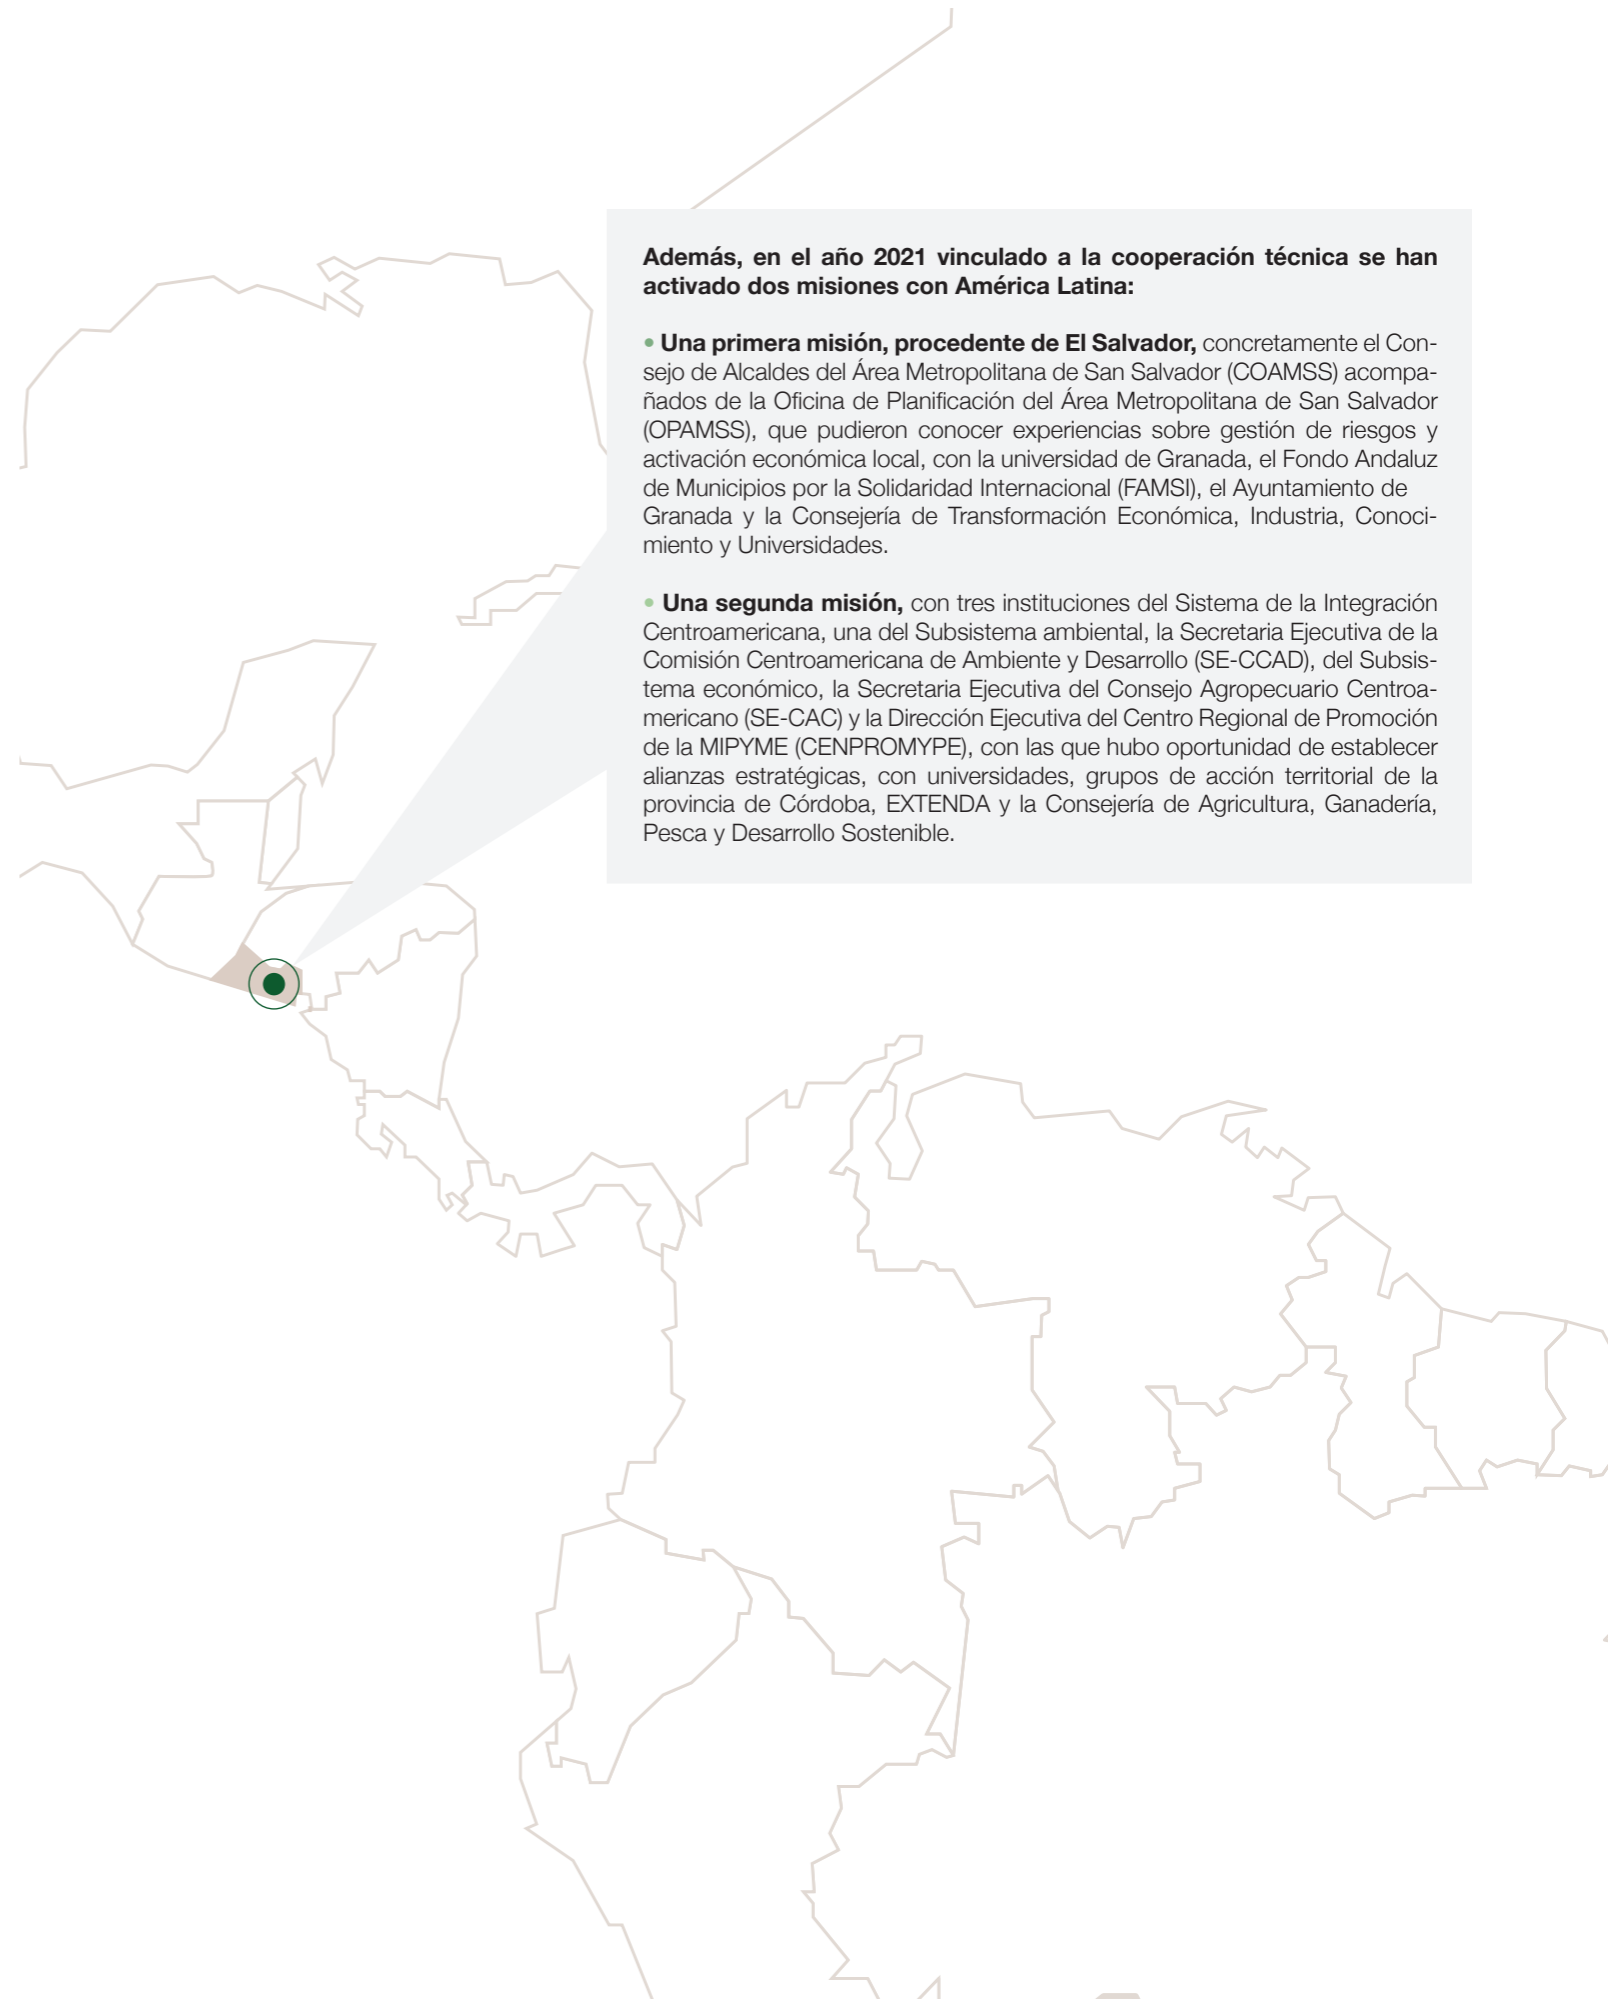 Además, en el año 2021 vinculado a la cooperación técnica se han
activado dos misiones con América Latina:
• Una primera misión, procedente de El Salvador, concretamente el Con-
sejo de Alcaldes del Área Metropolitana de San Salvador (COAMSS) acompa-
ñados de la Oficina de Planificación del Área Metropolitana de San Salvador
(OPAMSS), que pudieron conocer experiencias sobre gestión de riesgos y
activación económica local, con la universidad de Granada, el Fondo Andaluz
de Municipios por la Solidaridad Internacional (FAMSI), el Ayuntamiento de
Granada y la Consejería de Transformación Económica, Industria, Conoci-
miento y Universidades.
• Una segunda misión, con tres instituciones del Sistema de la Integración
Centroamericana, una del Subsistema ambiental, la Secretaria Ejecutiva de la
Comisión Centroamericana de Ambiente y Desarrollo (SE-CCAD), del Subsis-
tema económico, la Secretaria Ejecutiva del Consejo Agropecuario Centroa-
mericano (SE-CAC) y la Dirección Ejecutiva del Centro Regional de Promoción
de la MIPYME (CENPROMYPE), con las que hubo oportunidad de establecer
alianzas estratégicas, con universidades, grupos de acción territorial de la
provincia de Córdoba, EXTENDA y la Consejería de Agricultura, Ganadería,
Pesca y Desarrollo Sostenible.